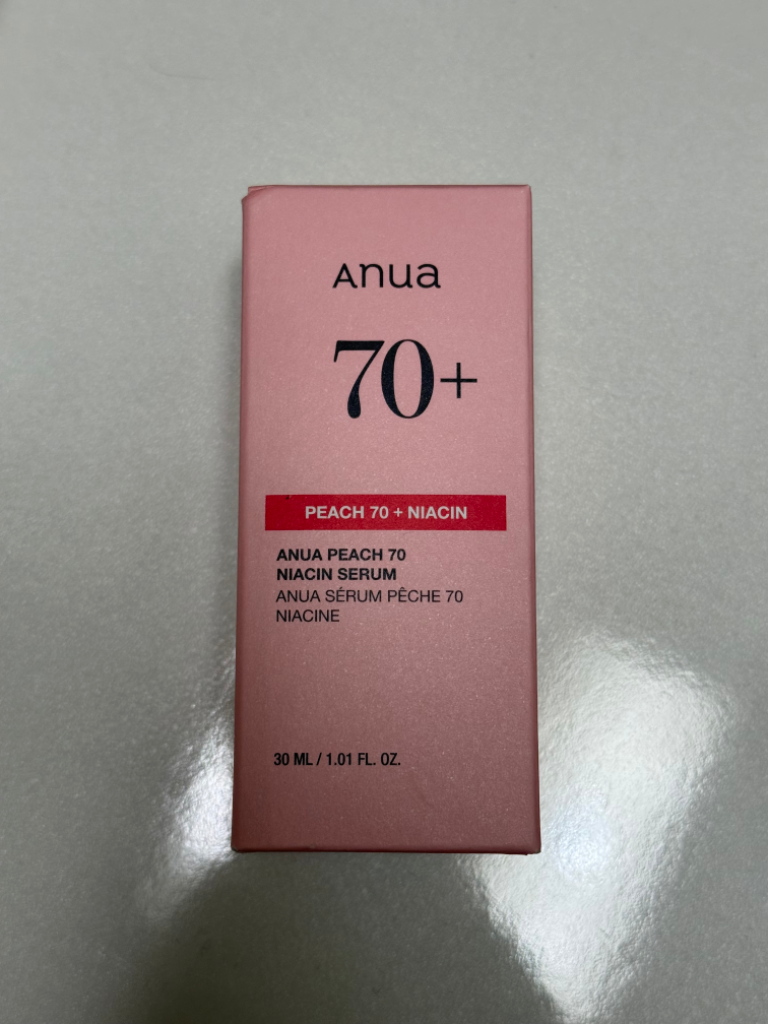 Anua
70+
PEACH 70 + NIACIN
ANUA PEACH 70
NIACIN SERUM
ANUA SÉRUM PÊCHE 70
NIACINE
30 ML / 1.01 FL. OZ.